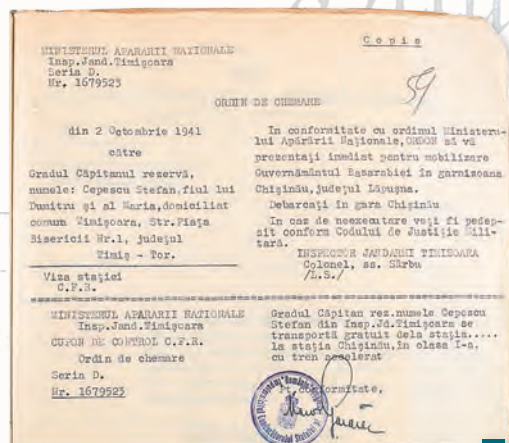 Copie
MINISTERUL APARARII NATIONALE
Insp.Jand.Timişoara
Seria D.
Nr. 1679523
59
ORDIN DE CHEMARE
din 2 Octombrie 1941
către
Gradul Căpitanul rezervă,
numele: Cepescu Stefan,fiul lui
Dumitru şi al Maria,domiciliat
comum Timişoara, Str.Piaţa
Bisericii Nr.1, judeţul
Timiş - Tor.
In conformitate cu ordinul Ministeru-
lui Apărării Naţionale,ORDON să vă
prezentaţi imediat pentru mobilizare
Guvernământul Basarabiei în garnizoana
Chişinău,judeţul Lăpuşna.
Debarcaţi în gara Chişinău
In caz de neexecutare veţi fi pedep-
sit conform Codului de Justiţie Mili-
tară.
INSPECTOR JANDARMI TIMISOARA
Colonel, ss. Sârbu
/L.S./
Viza staţiei
C.F.R.
MINISTERUL APARARII NATIONALE
Insp.Jand.Timişoara
CUPON DE CONTROL C.F.R.
Ordin de chemare
Seria D.
Nr. 1679523
Gradul Căpitan rez.numele Cepescu
Stefan din Insp.Jd.Timişoara se
transportă gratuit dela staţia.....
la staţia Chişinău,în clasa I-a,
cu tren accelerat
Pt.conformitate,